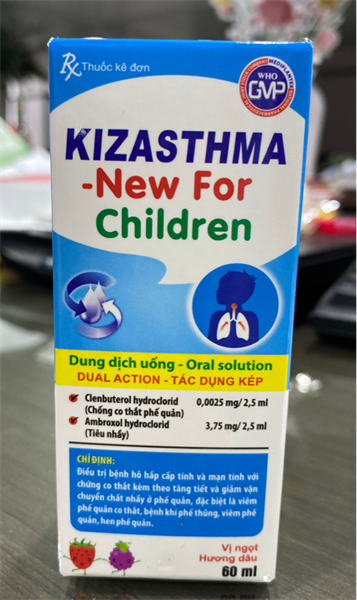 Rx Thuốc kê đơn
WHO
GMP
KIZASTHMA
-New For
Children
Dung dịch uống - Oral solution
DUAL ACTION - TÁC DỤNG KÉP
Clenbuterol hydroclorid 0,0025 mg/ 2,5 ml
(Chống co thắt phế quản)
Ambroxol hydroclorid 3,75 mg/ 2,5 ml
(Tiêu nhầy)
CHỈ ĐỊNH:
Điều trị bệnh hô hấp cấp tính và mạn tính với
chứng co thắt kèm theo tăng tiết và giảm vận
chuyển chất nhầy ở phế quản, đặc biệt là viêm
phế quản co thắt, bệnh khí phế thũng, viêm phế
quản, hen phế quản.
Vị ngọt
Hương dâu
60 ml